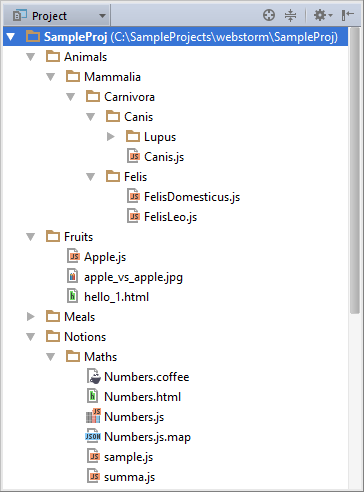 Project
SampleProj (C:\SampleProjects\webstorm\SampleProj)
Animals
Mammalia
Carnivora
Canis
Lupus
Canis.js
Felis
FelisDomesticus.js
FelisLeo.js
Fruits
Apple.js
apple_vs_apple.jpg
hello_1.html
Meals
Notions
Maths
Numbers.coffee
Numbers.html
Numbers.js
Numbers.js.map
sample.js
summa.js